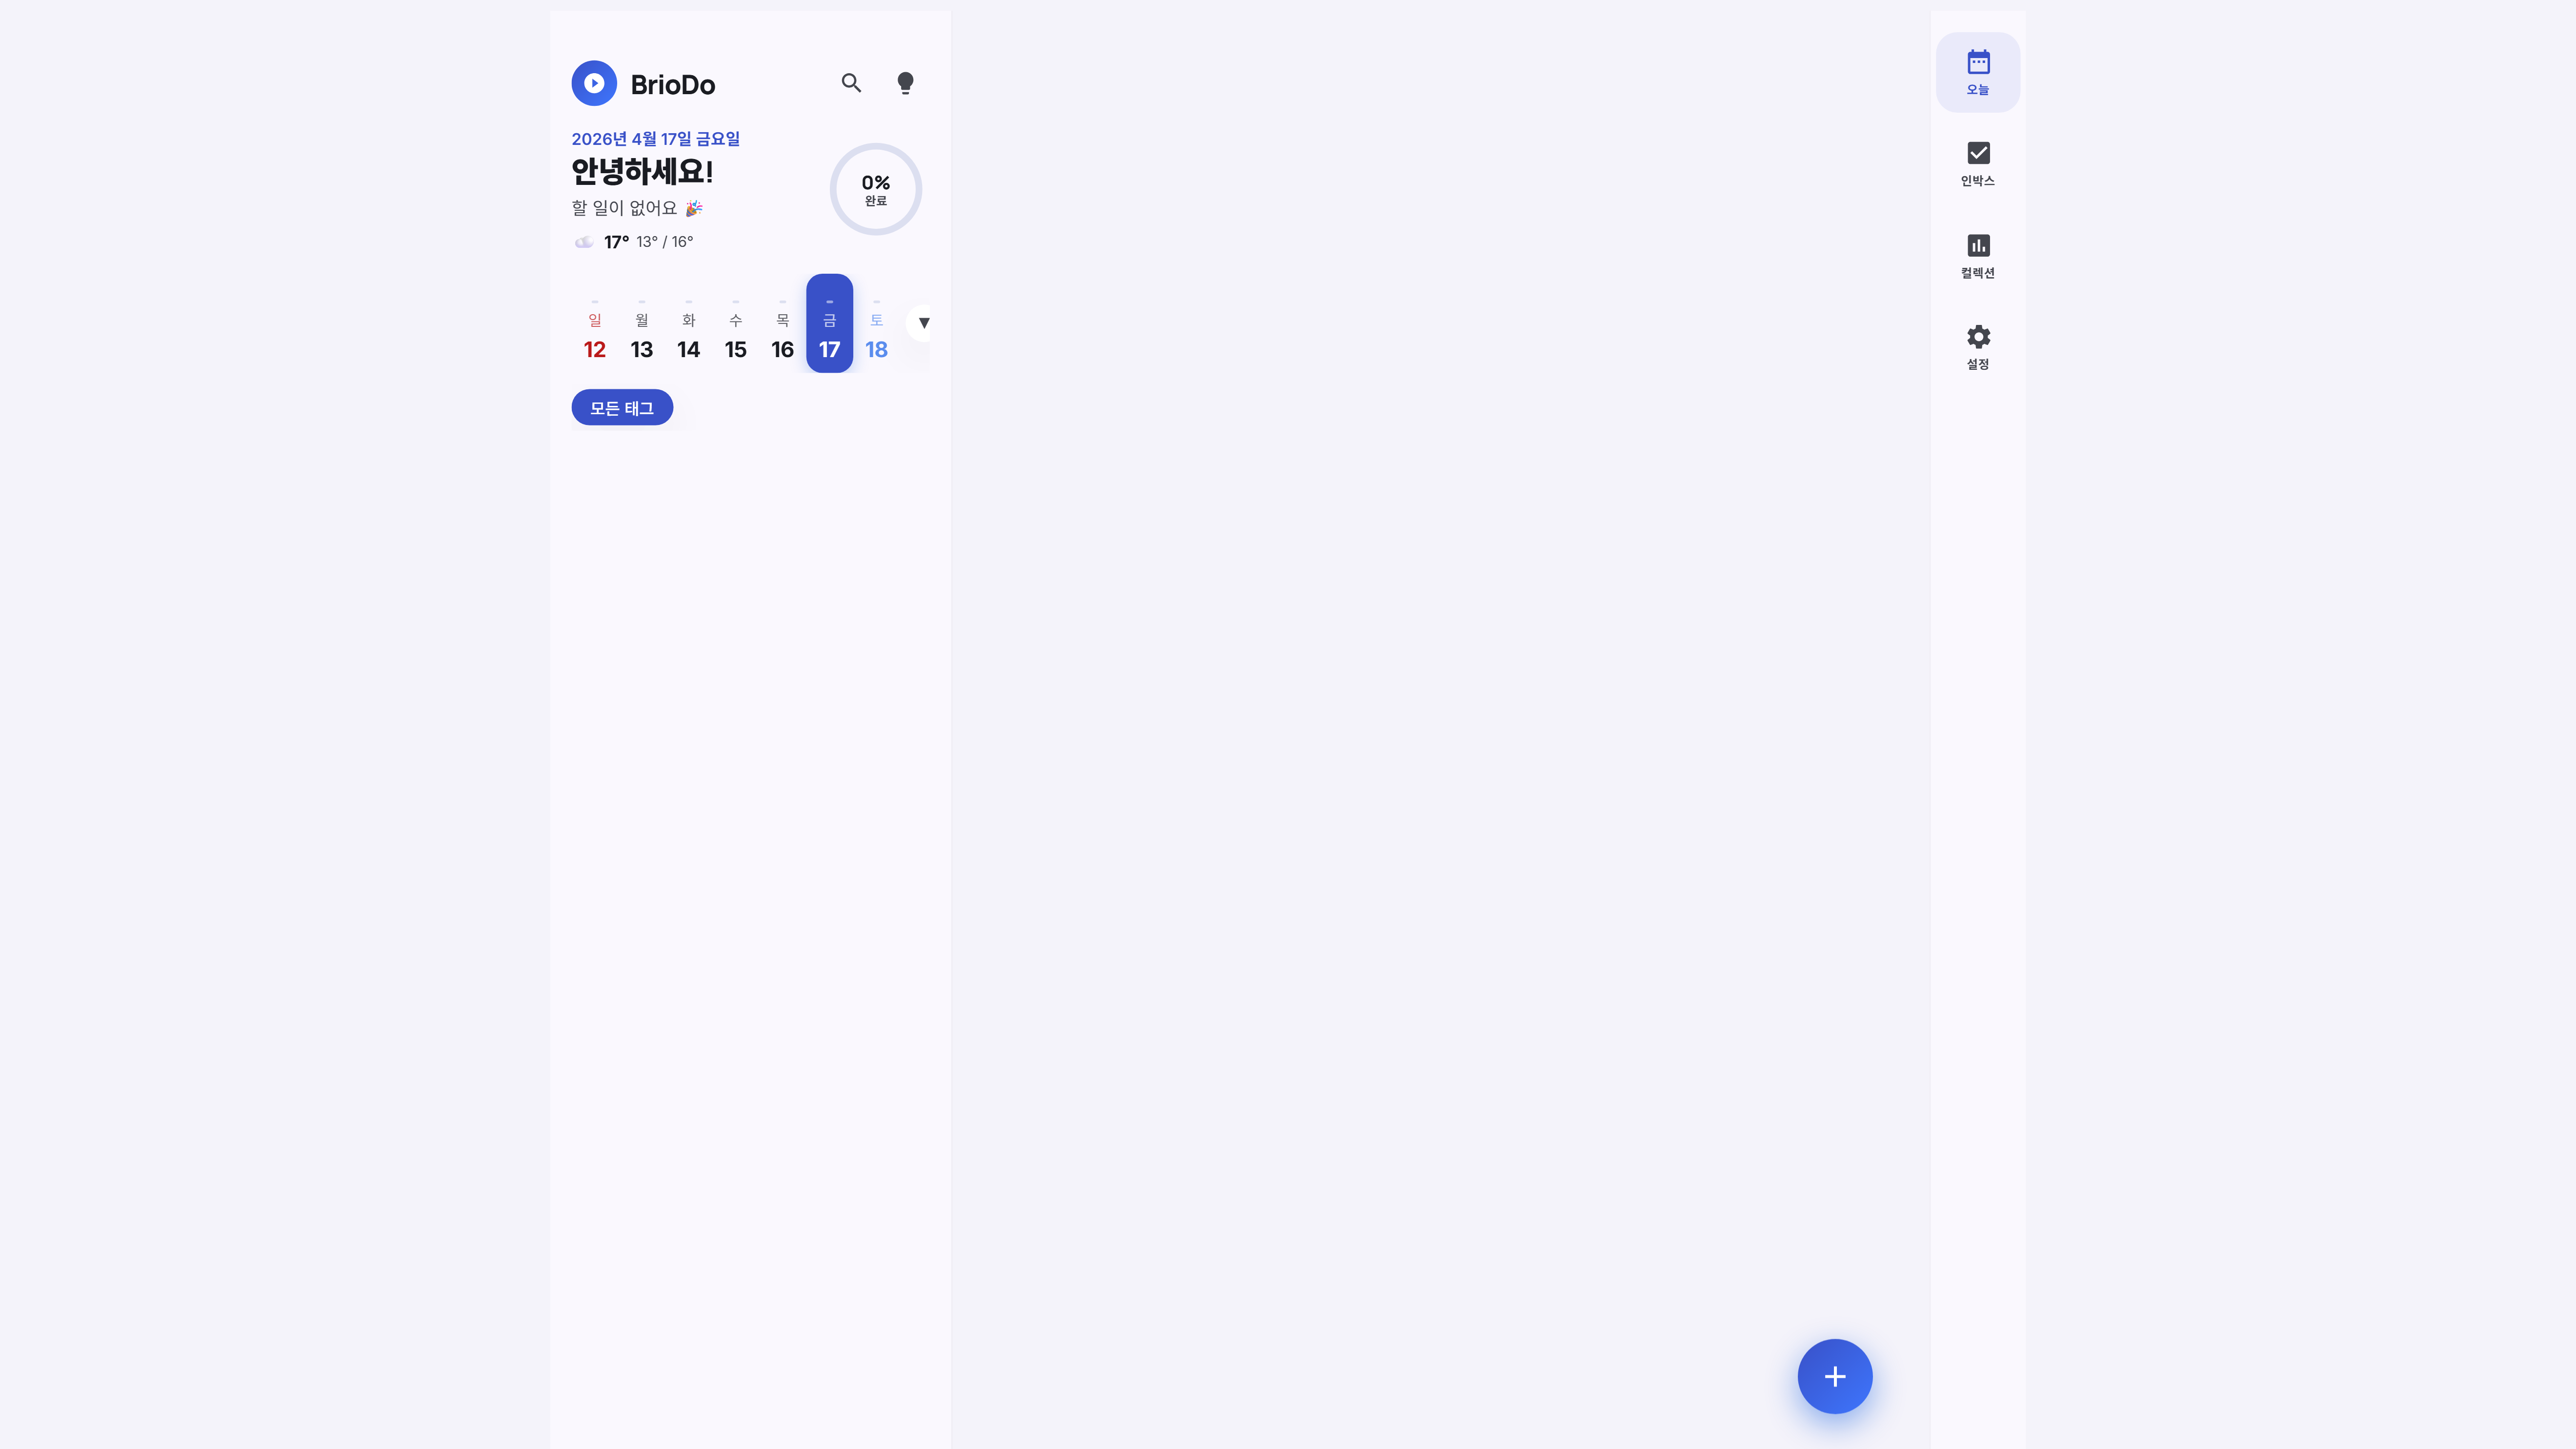 BrioDo
2026년 4월 17일 금요일
안녕하세요!
할 일이 없어요 🎉
17° 13° / 16°
0%
완료
일 월 화 수 목 금 토
12 13 14 15 16 17 18
모든 태그
오늘
인박스
컬렉션
설정